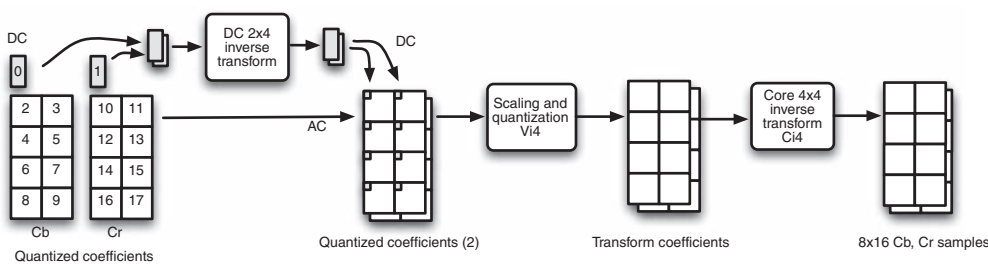 DC
0
1
DC 2x4
inverse
transform
DC
2 3
4 5
6 7
8 9
10 11
12 13
14 15
16 17
AC
Scaling and
quantization
Vi4
Core 4x4
inverse
transform
Ci4
Cb
Cr
Quantized coefficients
Quantized coefficients (2)
Transform coefficients
8x16 Cb, Cr samples